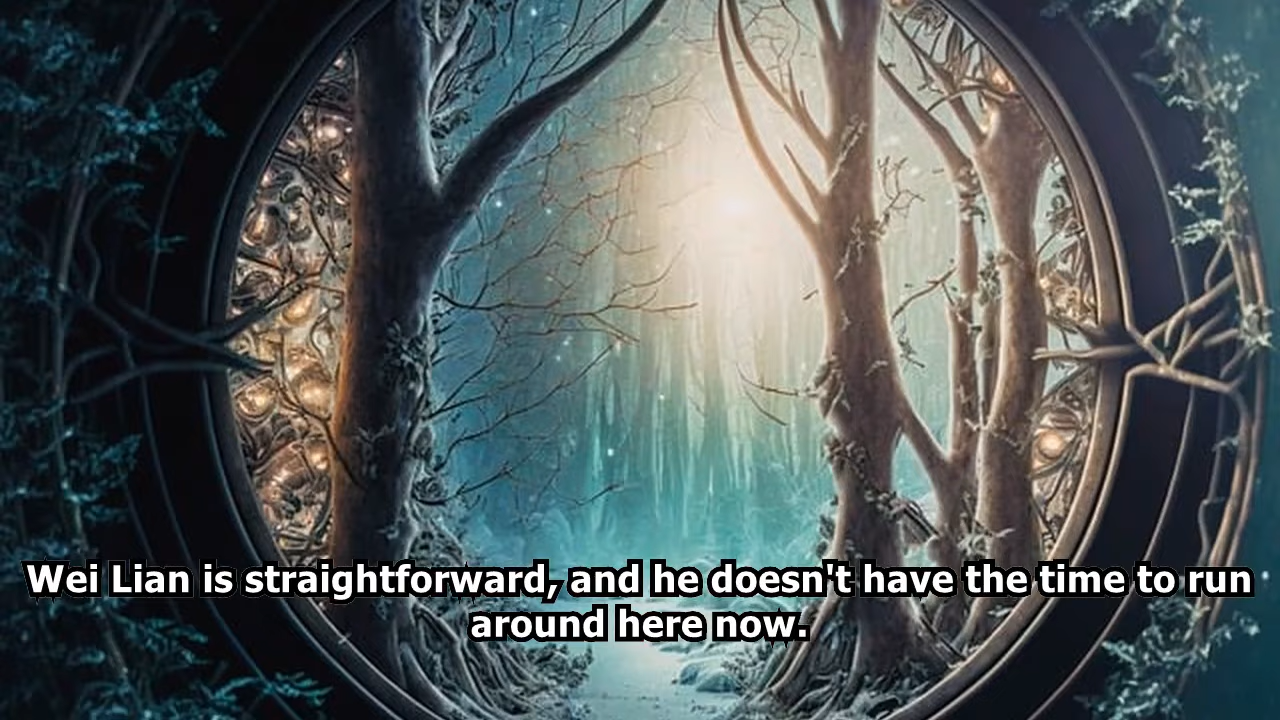 Wei Lian is straightforward, and he doesn't have the time to run
around here now.